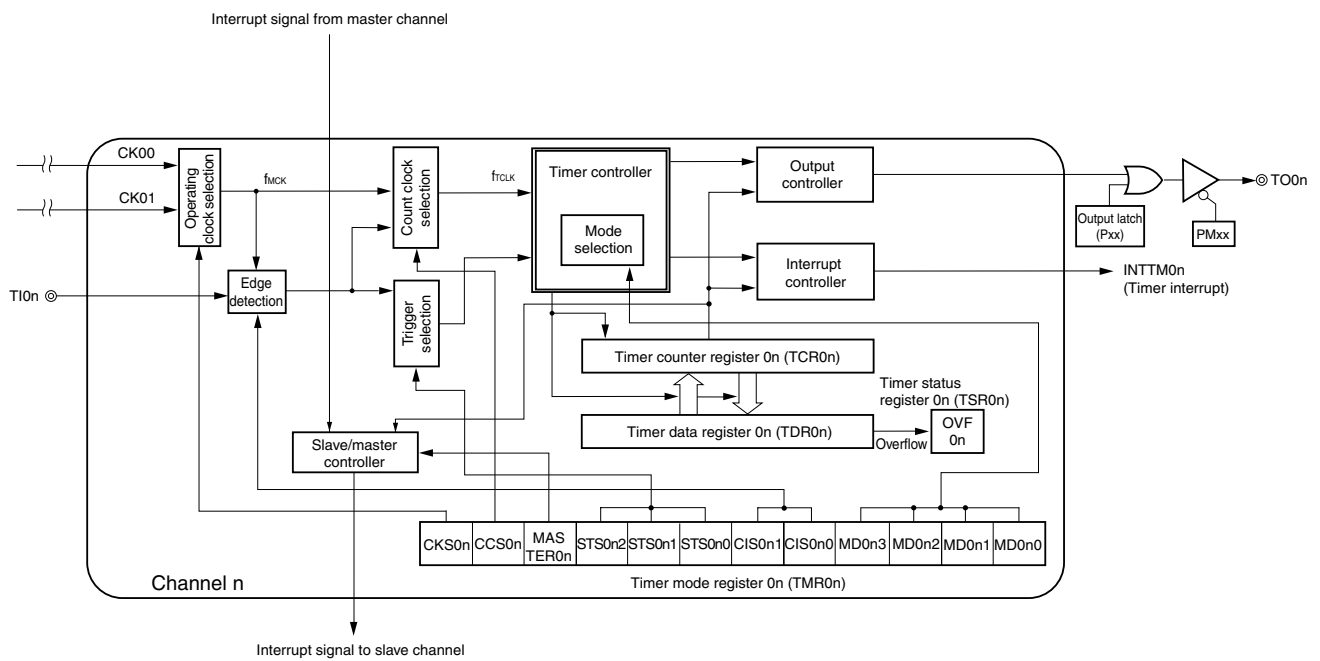 Interrupt signal from master channel
CK00
CK01
Operating
clock selection
fMCK
Count clock
selection
fTCLK
Timer controller
Mode
selection
Output
controller
Output latch
(Pxx)
PMxx
TO0n
TI0n
Edge
detection
Trigger
selection
Interrupt
controller
INTTM0n
(Timer interrupt)
Timer counter register 0n (TCR0n)
Timer status
register 0n (TSR0n)
Timer data register 0n (TDR0n)
Overflow
OVF
0n
Slave/master
controller
CKS0n
CCS0n
MAS
TER0n
STS0n2
STS0n1
STS0n0
CIS0n1
CIS0n0
MD0n3
MD0n2
MD0n1
MD0n0
Channel n
Timer mode register 0n (TMR0n)
Interrupt signal to slave channel